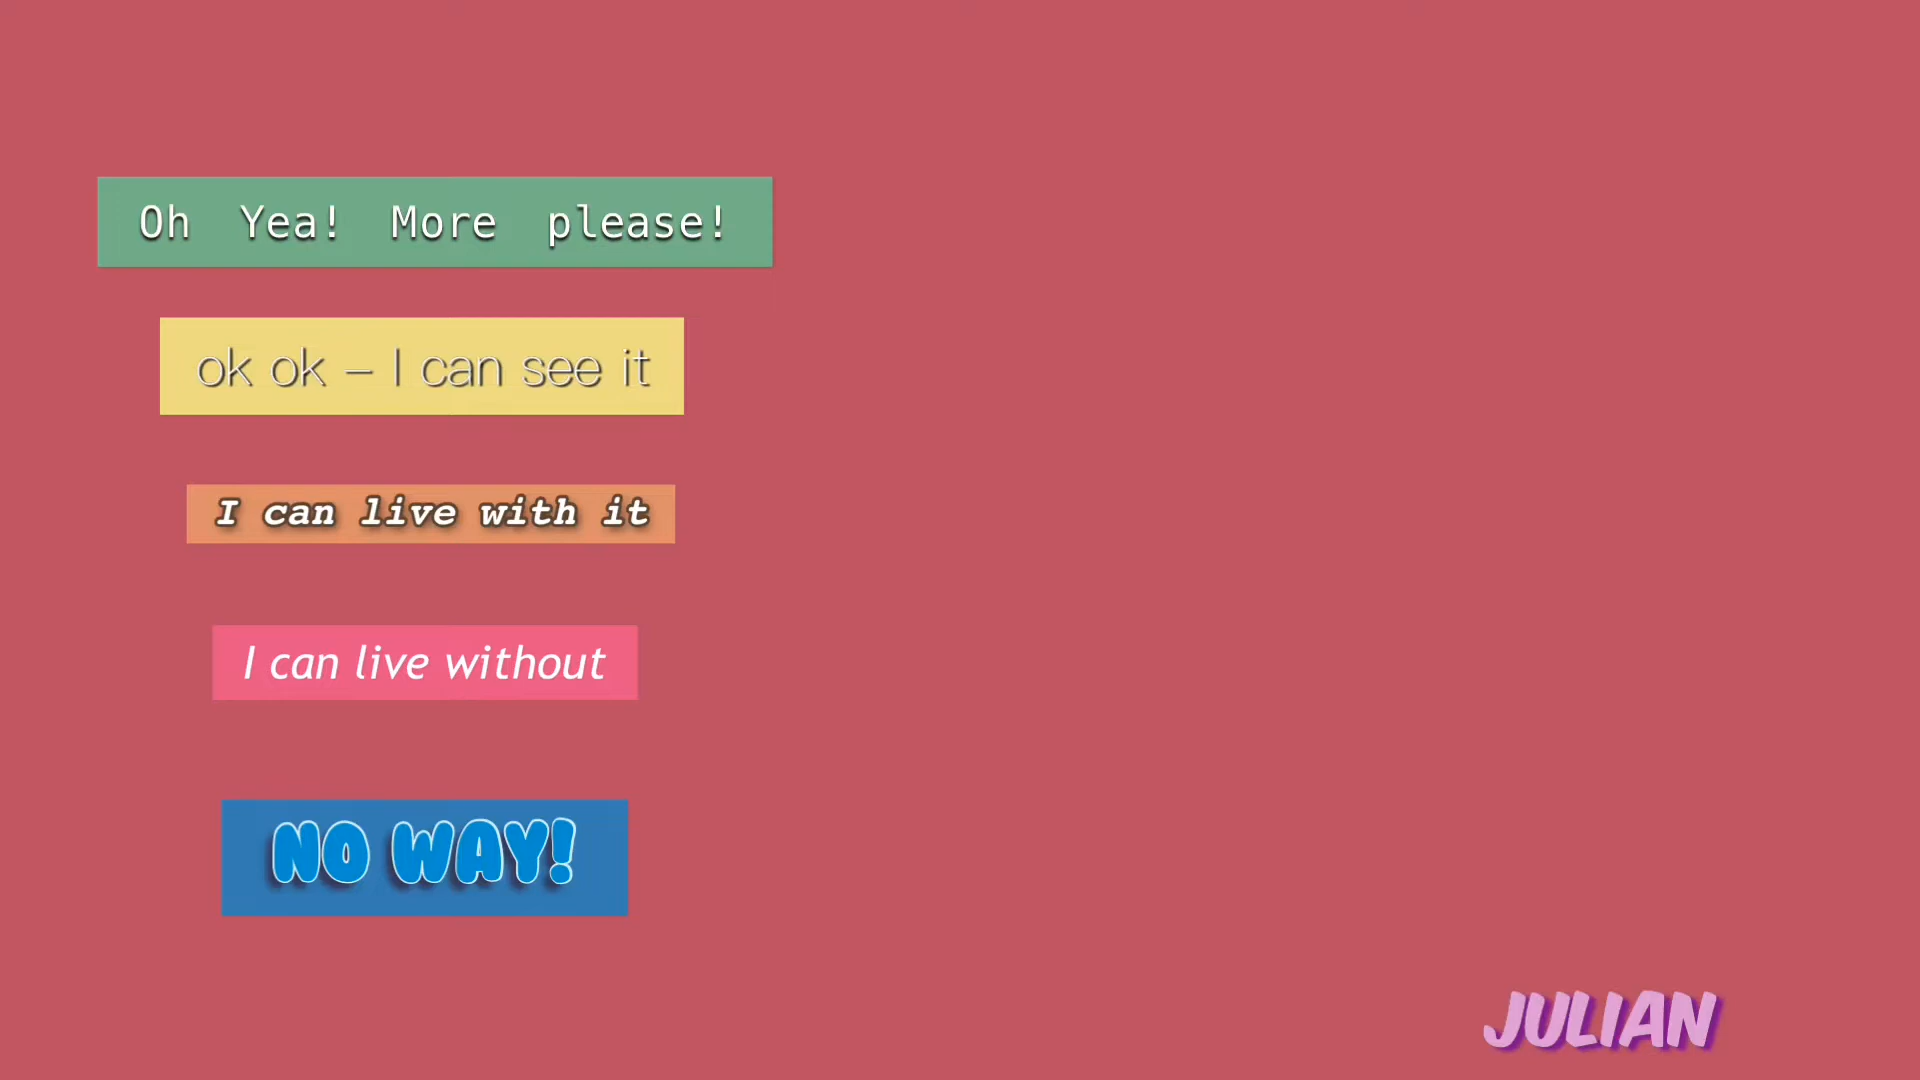 Oh Yea! More please!
ok ok – I can see it
I can live with it
I can live without
NO WAY!
JULIAN